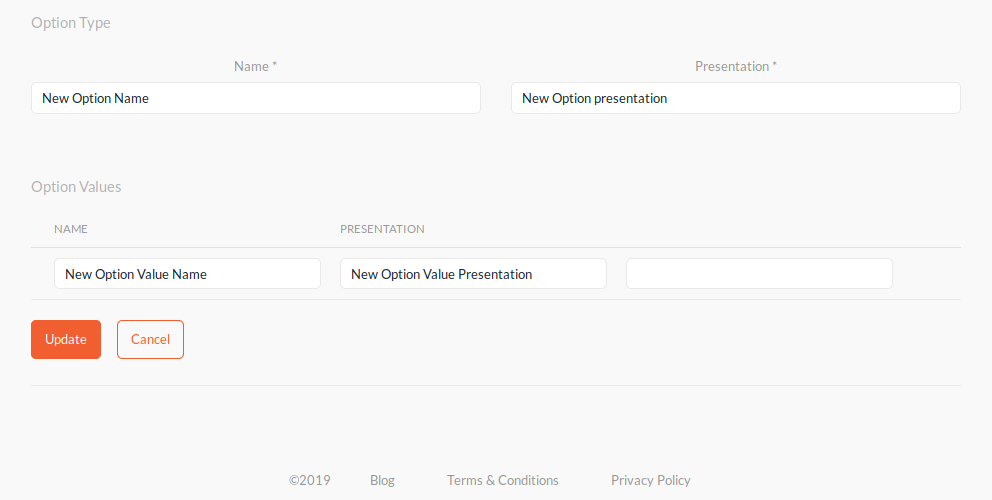 Option Type
Name * Presentation *
New Option Name New Option presentation
Option Values
NAME PRESENTATION
New Option Value Name New Option Value Presentation
Update Cancel
©2019 Blog Terms & Conditions Privacy Policy